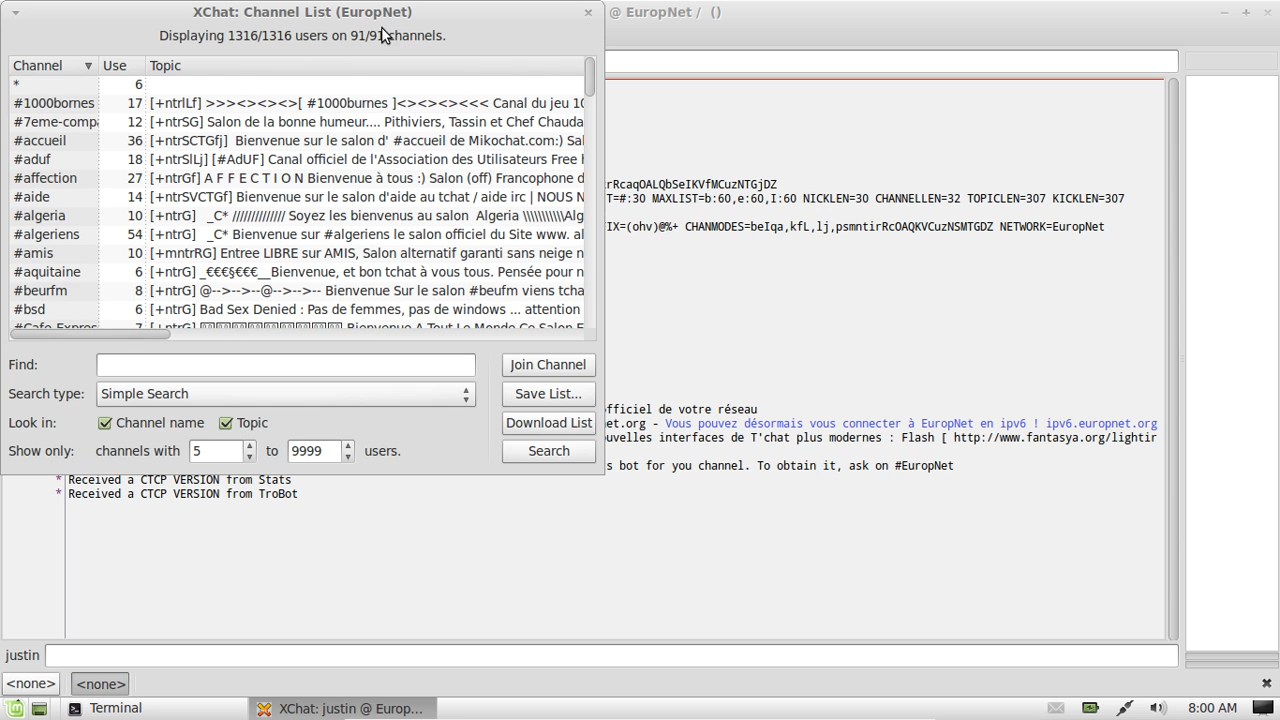 XChat: Channel List (EuropNet)
@ EuropNet / ()
Displaying 1316/1316 users on 91/91 channels.
Channel Use Topic
* 6
#1000bornes 17 [+ntrlLf] >>><><><>[ #1000burnes ]<><><><<< Canal du jeu 10
#7eme-compa 12 [+ntrSG] Salon de la bonne humeur.... Pithiviers, Tassin et Chef Chauda
#accueil 36 [+ntrSCTGfj] Bienvenue sur le salon d' #accueil de Mikochat.com:) Sal
#aduf 18 [+ntrSlLj] [#AdUF] Canal officiel de l'Association des Utilisateurs Free h
#affection 27 [+ntrGf] A F F E C T I O N Bienvenue à tous :) Salon (off) Francophone d
#aide 14 [+ntrSVCTGf] Bienvenue sur le salon d'aide au tchat / aide irc | NOUS N
#algeria 10 [+ntrG] _C* ////////////// Soyez les bienvenus au salon Algeria \\\\\\\\\\\Alg
#algeriens 54 [+ntrG] _C* Bienvenue sur #algeriens le salon officiel du Site www. al
#amis 10 [+mntrRG] Entree LIBRE sur AMIS, Salon alternatif garanti sans neige n
#aquitaine 6 [+ntrG] _€€€§€€€__Bienvenue, et bon tchat à vous tous. Pensée pour n
#beurfm 8 [+ntrG] @-->-->--@-->-->-- Bienvenue Sur le salon #beufm viens tcha
#bsd 6 [+ntrG] Bad Sex Denied : Pas de femmes, pas de windows ... attention
#Cafe-Expres 7 [+ntrG] Bienvenue A Tout Le Monde Ce Salon E
Find: Join Channel
Search type: Simple Search Save List...
Look in: Channel name Topic Download List
Show only: channels with 5 to 9999 users. Search
rRcaqOALQbSeIKVfMCuzNTGjDZ
T=#:30 MAXLIST=b:60,e:60,I:60 NICKLEN=30 CHANNELLEN=32 TOPICLEN=307 KICKLEN=307
IX=(ohv)@%+ CHANMODES=beIqa,kfL,lj,psmntirRcOAQKVCuzNSMTGDZ NETWORK=EuropNet
fficiel de votre réseau
et.org - Vous pouvez désormais vous connecter à EuropNet en ipv6 ! ipv6.europnet.org
uvelles interfaces de T'chat plus modernes : Flash [ http://www.fantasya.org/lightir
s bot for you channel. To obtain it, ask on #EuropNet
* Received a CTCP VERSION from Stats
* Received a CTCP VERSION from TroBot
justin
<none> <none>
Terminal XChat: justin @ Europ... 8:00 AM